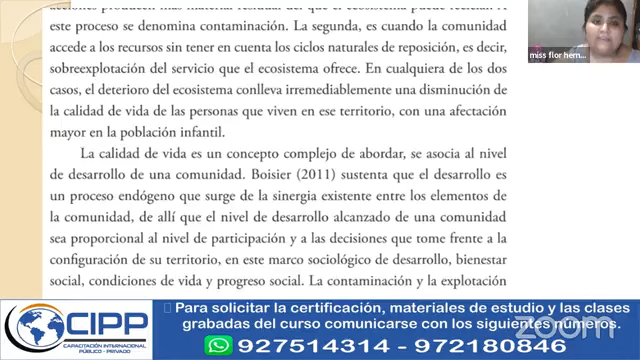 este proceso se denomina contaminación. La segunda, es cuando la comunidad
accede a los recursos sin tener en cuenta los ciclos naturales de reposición, es decir,
sobreexplotación del servicio que el ecosistema ofrece. En cualquiera de los dos
casos, el deterioro del ecosistema conlleva irremediablemente una disminución de
la calidad de vida de las personas que viven en ese territorio, con una afectación
mayor en la población infantil.
La calidad de vida es un concepto complejo de abordar, se asocia al nivel
de desarrollo de una comunidad. Boisier (2011) sustenta que el desarrollo es
un proceso endógeno que surge de la sinergia existente entre los elementos de
la comunidad, de allí que el nivel de desarrollo alcanzado de una comunidad
sea proporcional al nivel de participación y a las decisiones que tome frente a la
configuración de su territorio, en este marco sociológico de desarrollo, bienestar
social, condiciones de vida y progreso social. La contaminación y la explotación
miss flor hern...
zoom
CIPP
CAPACITACIÓN INTERNACIONAL
PÚBLICO - PRIVADO
Para solicitar la certificación, materiales de estudio y las clases
grabadas del curso comunicarse con los siguientes números.
927514314 - 972180846